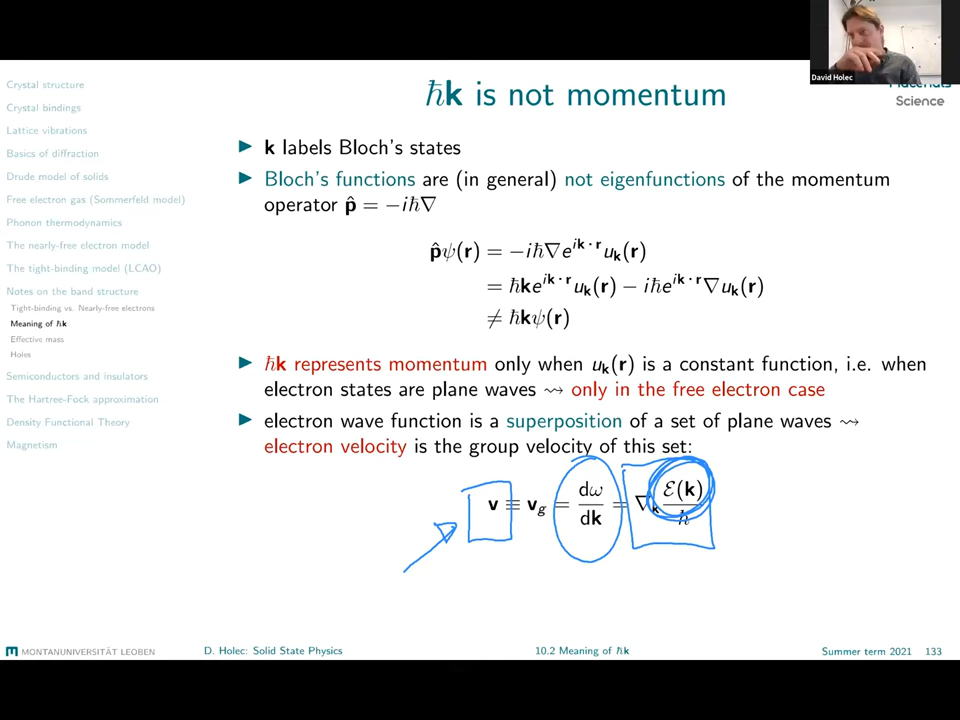 David Holec
Materials
Science
ħk is not momentum
Crystal structure
Crystal bindings
Lattice vibrations
Basics of diffraction
Drude model of solids
Free electron gas (Sommerfeld model)
Phonon thermodynamics
The nearly-free electron model
The tight-binding model (LCAO)
Notes on the band structure
Tight-binding vs. Nearly-free electrons
Meaning of ħk
Effective mass
Holes
Semiconductors and insulators
The Hartree-Fock approximation
Density Functional Theory
Magnetism
▶ k labels Bloch's states
▶ Bloch's functions are (in general) not eigenfunctions of the momentum
operator p̂ = −iħ∇
p̂ψ(r) = −iħ∇e^{ik·r}u_k(r)
= ħke^{ik·r}u_k(r) − iħe^{ik·r}∇u_k(r)
≠ ħkψ(r)
▶ ħk represents momentum only when u_k(r) is a constant function, i.e. when
electron states are plane waves ⇝ only in the free electron case
▶ electron wave function is a superposition of a set of plane waves ⇝
electron velocity is the group velocity of this set:
v ≡ v_g = dω/dk = ∇_k ℰ(k)/ħ
MONTANUNIVERSITÄT LEOBEN
D. Holec: Solid State Physics
10.2 Meaning of ħk
Summer term 2021 133